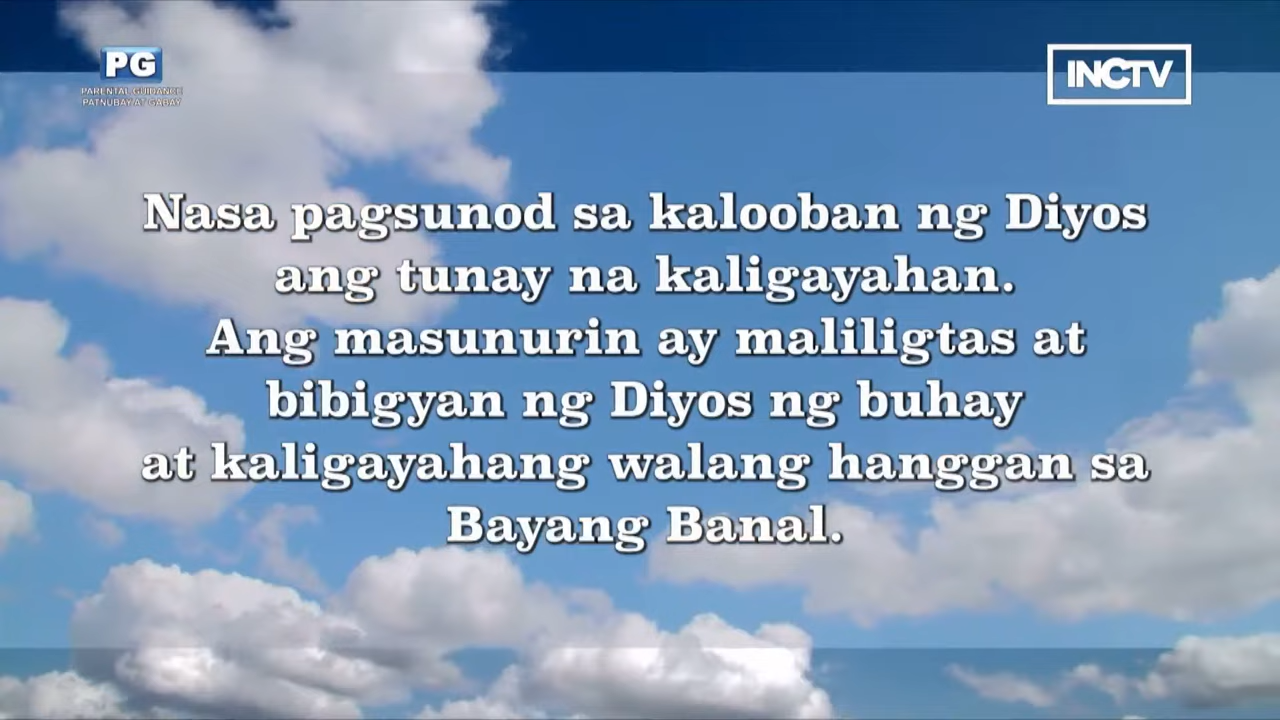 PG
PARENTAL GUIDANCE
PATNUBAY AT GABAY
INCTV
Nasa pagsunod sa kalooban ng Diyos
ang tunay na kaligayahan.
Ang masunurin ay maliligtas at
bibigyan ng Diyos ng buhay
at kaligayahang walang hanggan sa
Bayang Banal.